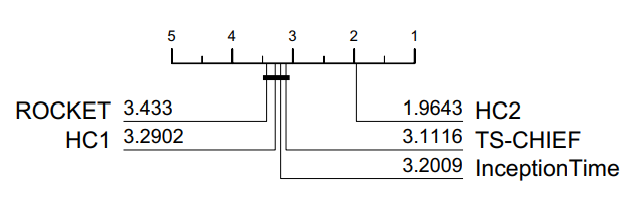 5 4 3 2 1
ROCKET 3.433 1.9643 HC2
HC1 3.2902 3.1116 TS-CHIEF
3.2009 InceptionTime